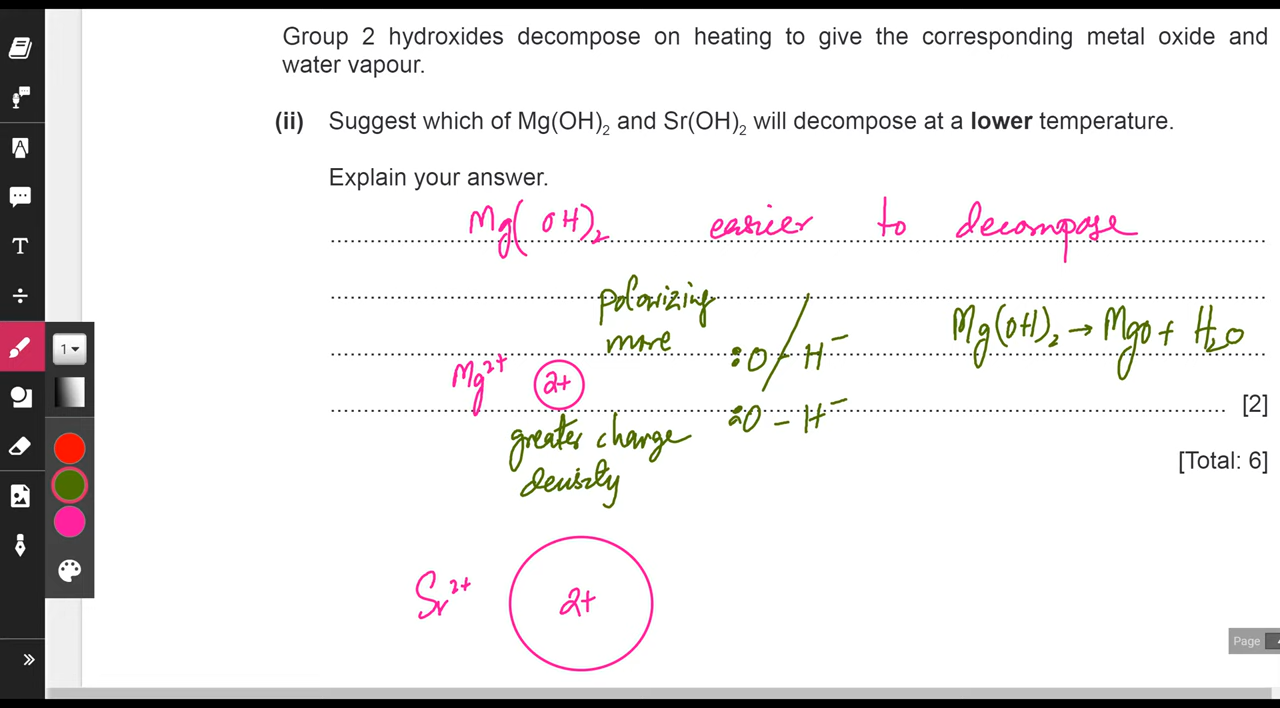 Group 2 hydroxides decompose on heating to give the corresponding metal oxide and
water vapour.
(ii) Suggest which of Mg(OH)₂ and Sr(OH)₂ will decompose at a lower temperature.
Explain your answer.
Mg(OH)₂ easier to decompose
polarizing
more
:O – H⁻
Mg(OH)₂ → MgO + H₂O
Mg²⁺ 2+
:O – H⁻
[2]
greater charge
density
[Total: 6]
Sr²⁺ 2+
T
1
Page